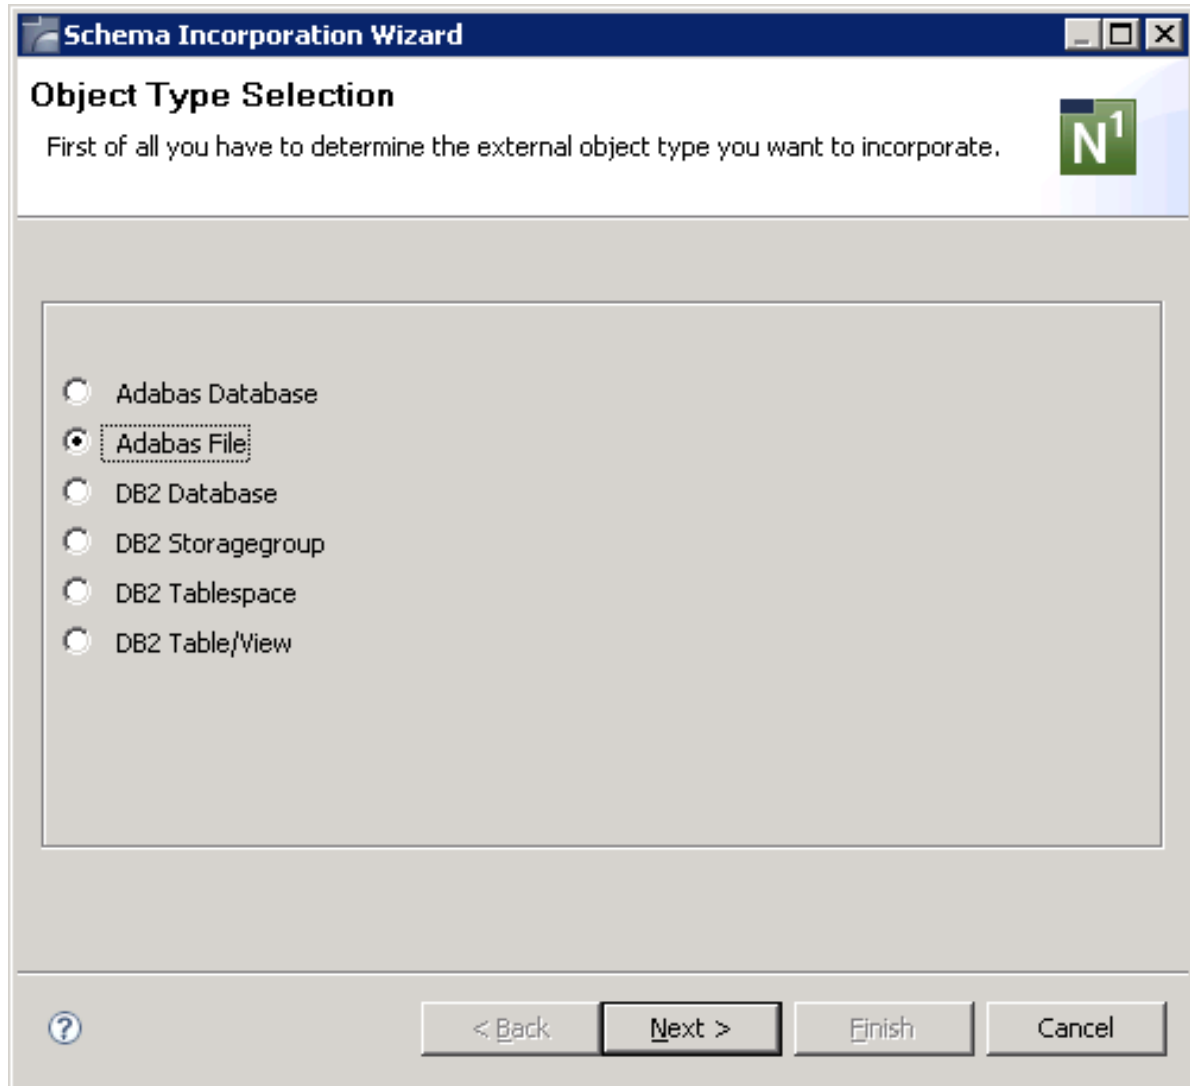 Schema Incorporation Wizard
Object Type Selection
First of all you have to determine the external object type you want to incorporate.
N1
Adabas Database
Adabas File
DB2 Database
DB2 Storagegroup
DB2 Tablespace
DB2 Table/View
?
< Back
Next >
Finish
Cancel